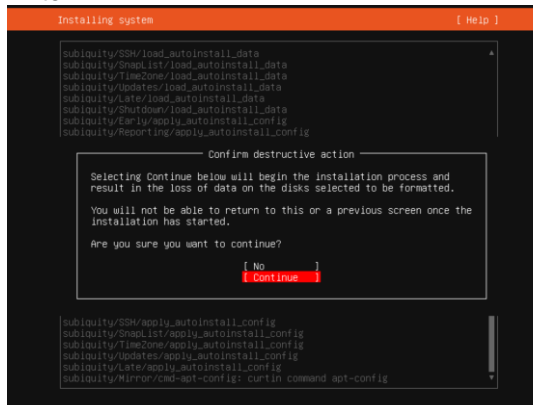 Installing system [ Help ]
subiquity/SSH/load_autoinstall_data
subiquity/SnapList/load_autoinstall_data
subiquity/TimeZone/load_autoinstall_data
subiquity/Updates/load_autoinstall_data
subiquity/Late/load_autoinstall_data
subiquity/Shutdown/load_autoinstall_data
subiquity/Early/apply_autoinstall_config
subiquity/Reporting/apply_autoinstall_config
Confirm destructive action
Selecting Continue below will begin the installation process and
result in the loss of data on the disks selected to be formatted.
You will not be able to return to this or a previous screen once the
installation has started.
Are you sure you want to continue?
[ No ]
[ Continue ]
subiquity/SSH/apply_autoinstall_config
subiquity/SnapList/apply_autoinstall_config
subiquity/TimeZone/apply_autoinstall_config
subiquity/Updates/apply_autoinstall_config
subiquity/Late/apply_autoinstall_config
subiquity/Mirror/cmd-apt-config: curtin command apt-config